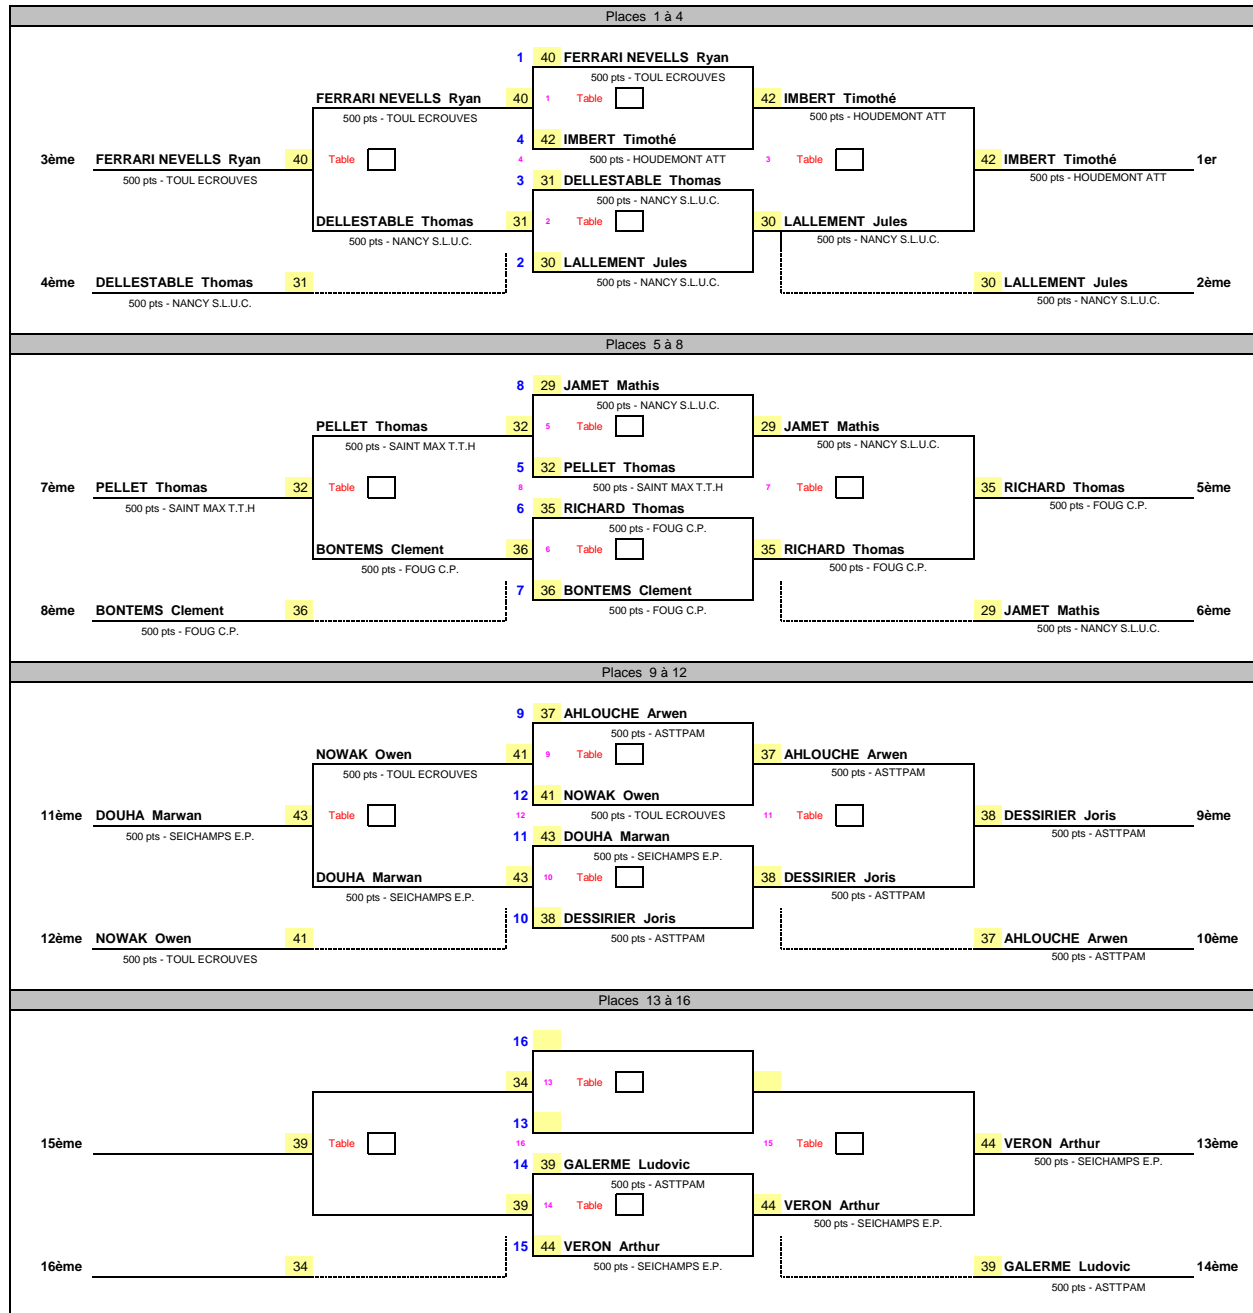 Places 1 à 4
1 40 FERRARI NEVELLS Ryan
500 pts - TOUL ECROUVES
FERRARI NEVELLS Ryan 40 1 Table 42 IMBERT Timothé
500 pts - TOUL ECROUVES 500 pts - HOUDEMONT ATT
4 42 IMBERT Timothé
3ème FERRARI NEVELLS Ryan 40 Table 4 500 pts - HOUDEMONT ATT 3 Table 42 IMBERT Timothé 1er
500 pts - TOUL ECROUVES 3 31 DELLESTABLE Thomas 500 pts - HOUDEMONT ATT
500 pts - NANCY S.L.U.C.
DELLESTABLE Thomas 31 2 Table 30 LALLEMENT Jules
500 pts - NANCY S.L.U.C. 500 pts - NANCY S.L.U.C.
2 30 LALLEMENT Jules
4ème DELLESTABLE Thomas 31 500 pts - NANCY S.L.U.C. 30 LALLEMENT Jules 2ème
500 pts - NANCY S.L.U.C. 500 pts - NANCY S.L.U.C.
Places 5 à 8
8 29 JAMET Mathis
500 pts - NANCY S.L.U.C.
PELLET Thomas 32 5 Table 29 JAMET Mathis
500 pts - SAINT MAX T.T.H 500 pts - NANCY S.L.U.C.
5 32 PELLET Thomas
7ème PELLET Thomas 32 Table 8 500 pts - SAINT MAX T.T.H 7 Table 35 RICHARD Thomas 5ème
500 pts - SAINT MAX T.T.H 6 35 RICHARD Thomas 500 pts - FOUG C.P.
500 pts - FOUG C.P.
BONTEMS Clement 36 6 Table 35 RICHARD Thomas
500 pts - FOUG C.P. 500 pts - FOUG C.P.
7 36 BONTEMS Clement
8ème BONTEMS Clement 36 500 pts - FOUG C.P. 29 JAMET Mathis 6ème
500 pts - FOUG C.P. 500 pts - NANCY S.L.U.C.
Places 9 à 12
9 37 AHLOUCHE Arwen
500 pts - ASTTPAM
NOWAK Owen 41 9 Table 37 AHLOUCHE Arwen
500 pts - TOUL ECROUVES 500 pts - ASTTPAM
12 41 NOWAK Owen
11ème DOUHA Marwan 43 Table 12 500 pts - TOUL ECROUVES 11 Table 38 DESSIRIER Joris 9ème
500 pts - SEICHAMPS E.P. 11 43 DOUHA Marwan 500 pts - ASTTPAM
500 pts - SEICHAMPS E.P.
DOUHA Marwan 43 10 Table 38 DESSIRIER Joris
500 pts - SEICHAMPS E.P. 500 pts - ASTTPAM
10 38 DESSIRIER Joris
12ème NOWAK Owen 41 500 pts - ASTTPAM 37 AHLOUCHE Arwen 10ème
500 pts - TOUL ECROUVES 500 pts - ASTTPAM
Places 13 à 16
16
34 13 Table
13
15ème 39 Table 16 15 Table 44 VERON Arthur 13ème
14 39 GALERME Ludovic 500 pts - SEICHAMPS E.P.
500 pts - ASTTPAM
39 14 Table 44 VERON Arthur
500 pts - SEICHAMPS E.P.
15 44 VERON Arthur
16ème 34 500 pts - SEICHAMPS E.P. 39 GALERME Ludovic 14ème
500 pts - ASTTPAM